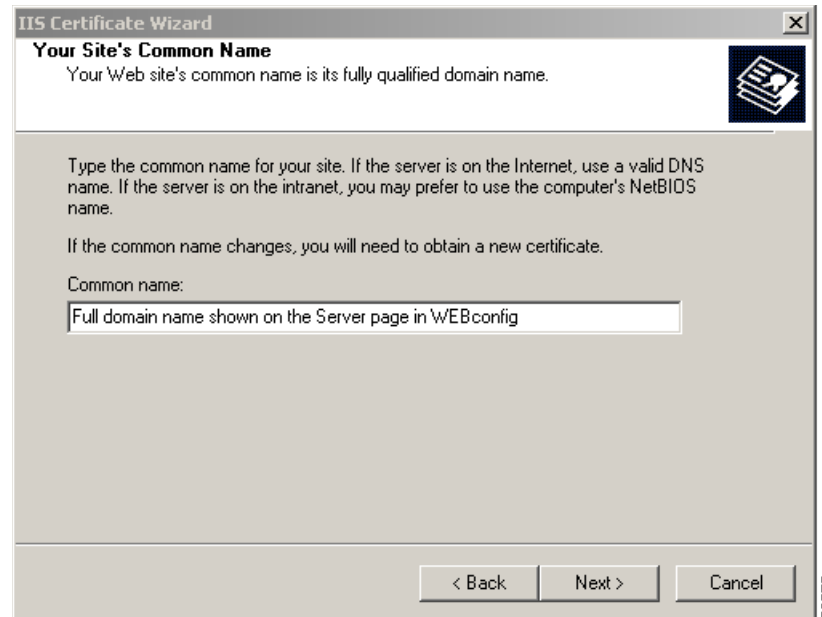 IIS Certificate Wizard
Your Site's Common Name
Your Web site's common name is its fully qualified domain name.
Type the common name for your site. If the server is on the Internet, use a valid DNS
name. If the server is on the intranet, you may prefer to use the computer's NetBIOS
name.
If the common name changes, you will need to obtain a new certificate.
Common name:
Full domain name shown on the Server page in WEBconfig
< Back
Next >
Cancel